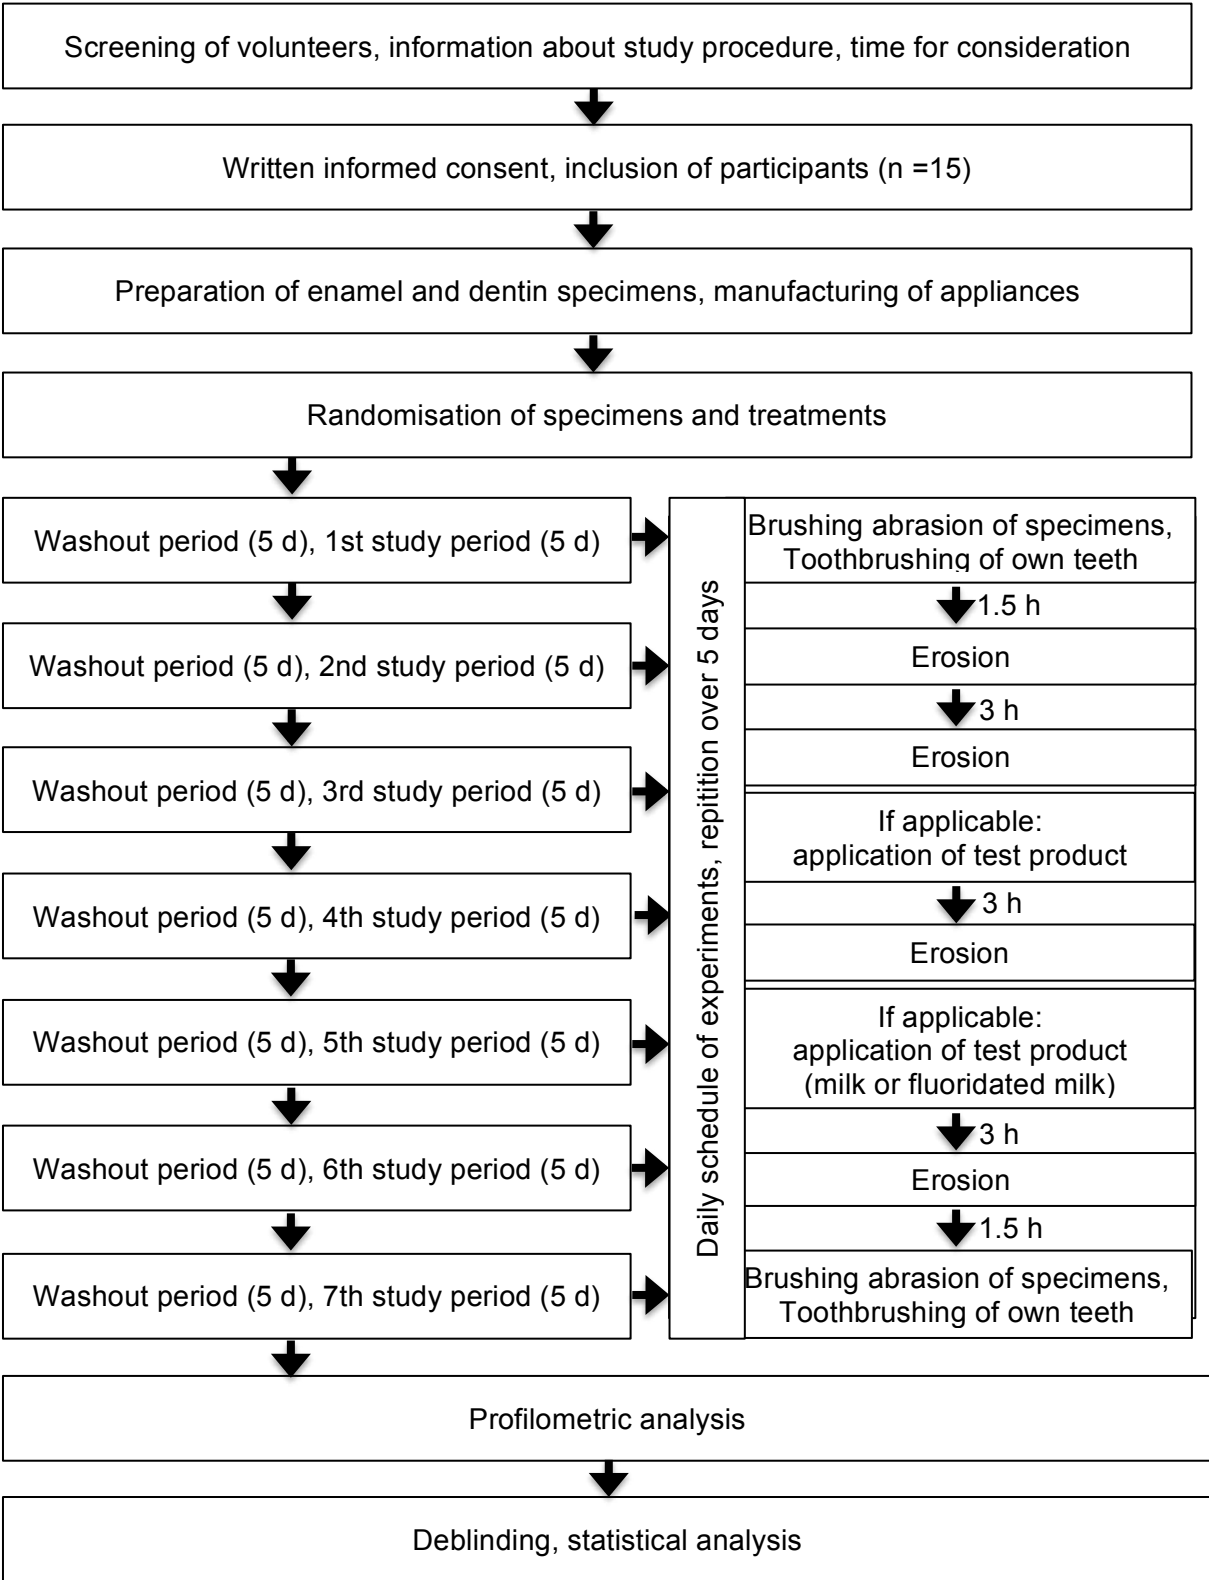 Screening of volunteers, information about study procedure, time for consideration
Written informed consent, inclusion of participants (n =15)
Preparation of enamel and dentin specimens, manufacturing of appliances
Randomisation of specimens and treatments
Washout period (5 d), 1st study period (5 d)
Washout period (5 d), 2nd study period (5 d)
Washout period (5 d), 3rd study period (5 d)
Washout period (5 d), 4th study period (5 d)
Washout period (5 d), 5th study period (5 d)
Washout period (5 d), 6th study period (5 d)
Washout period (5 d), 7th study period (5 d)
Daily schedule of experiments, repitition over 5 days
Brushing abrasion of specimens,
Toothbrushing of own teeth
1.5 h
Erosion
3 h
Erosion
If applicable:
application of test product
3 h
Erosion
If applicable:
application of test product
(milk or fluoridated milk)
3 h
Erosion
1.5 h
Brushing abrasion of specimens,
Toothbrushing of own teeth
Profilometric analysis
Deblinding, statistical analysis